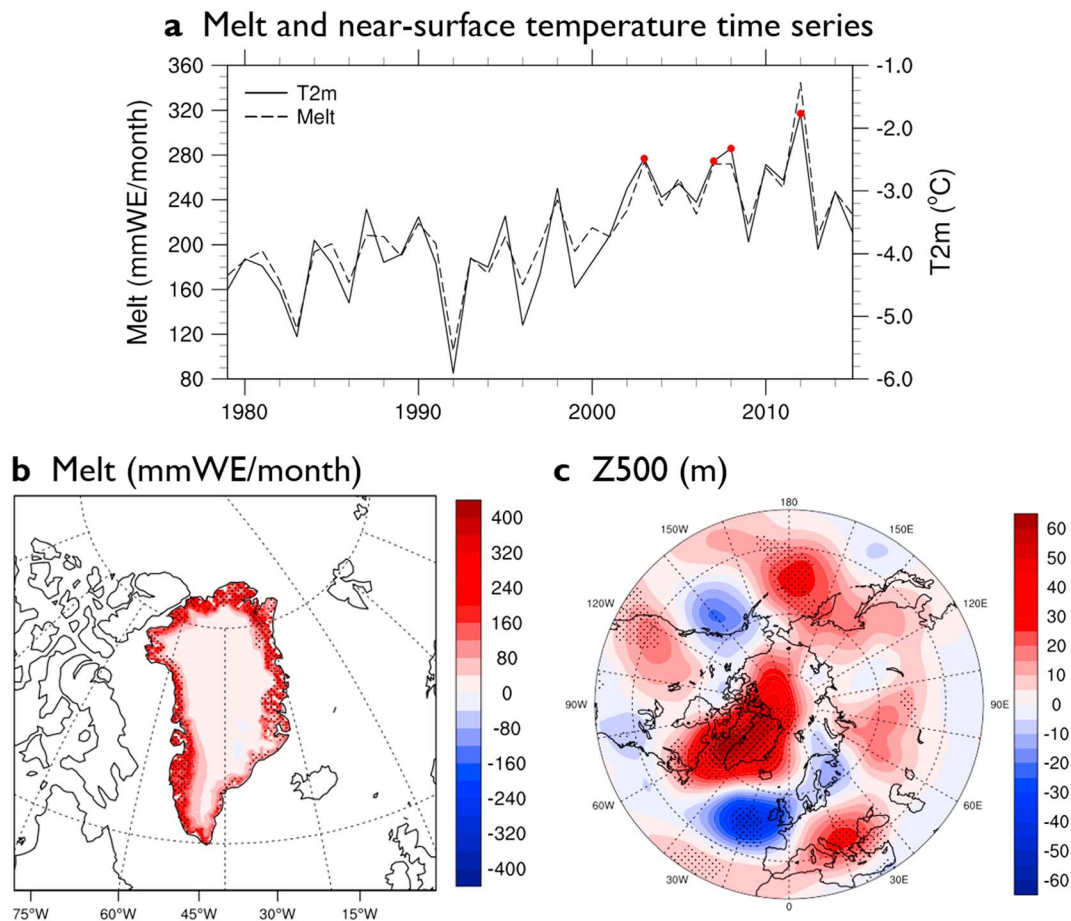 a Melt and near-surface temperature time series
360 -1.0
T2m
320 Melt -2.0
280
-3.0
240
200 -4.0
160
-5.0
120
80 -6.0
1980 1990 2000 2010
Melt (mmWE/month)
T2m (°C)
b Melt (mmWE/month)
400
320
240
160
80
0
-80
-160
-240
-320
-400
75°W 60°W 45°W 30°W 15°W
c Z500 (m)
180
150W 150E
120W 120E
90W 90E
60W 60E
30W 30E
0
60
50
40
30
20
10
0
-10
-20
-30
-40
-50
-60